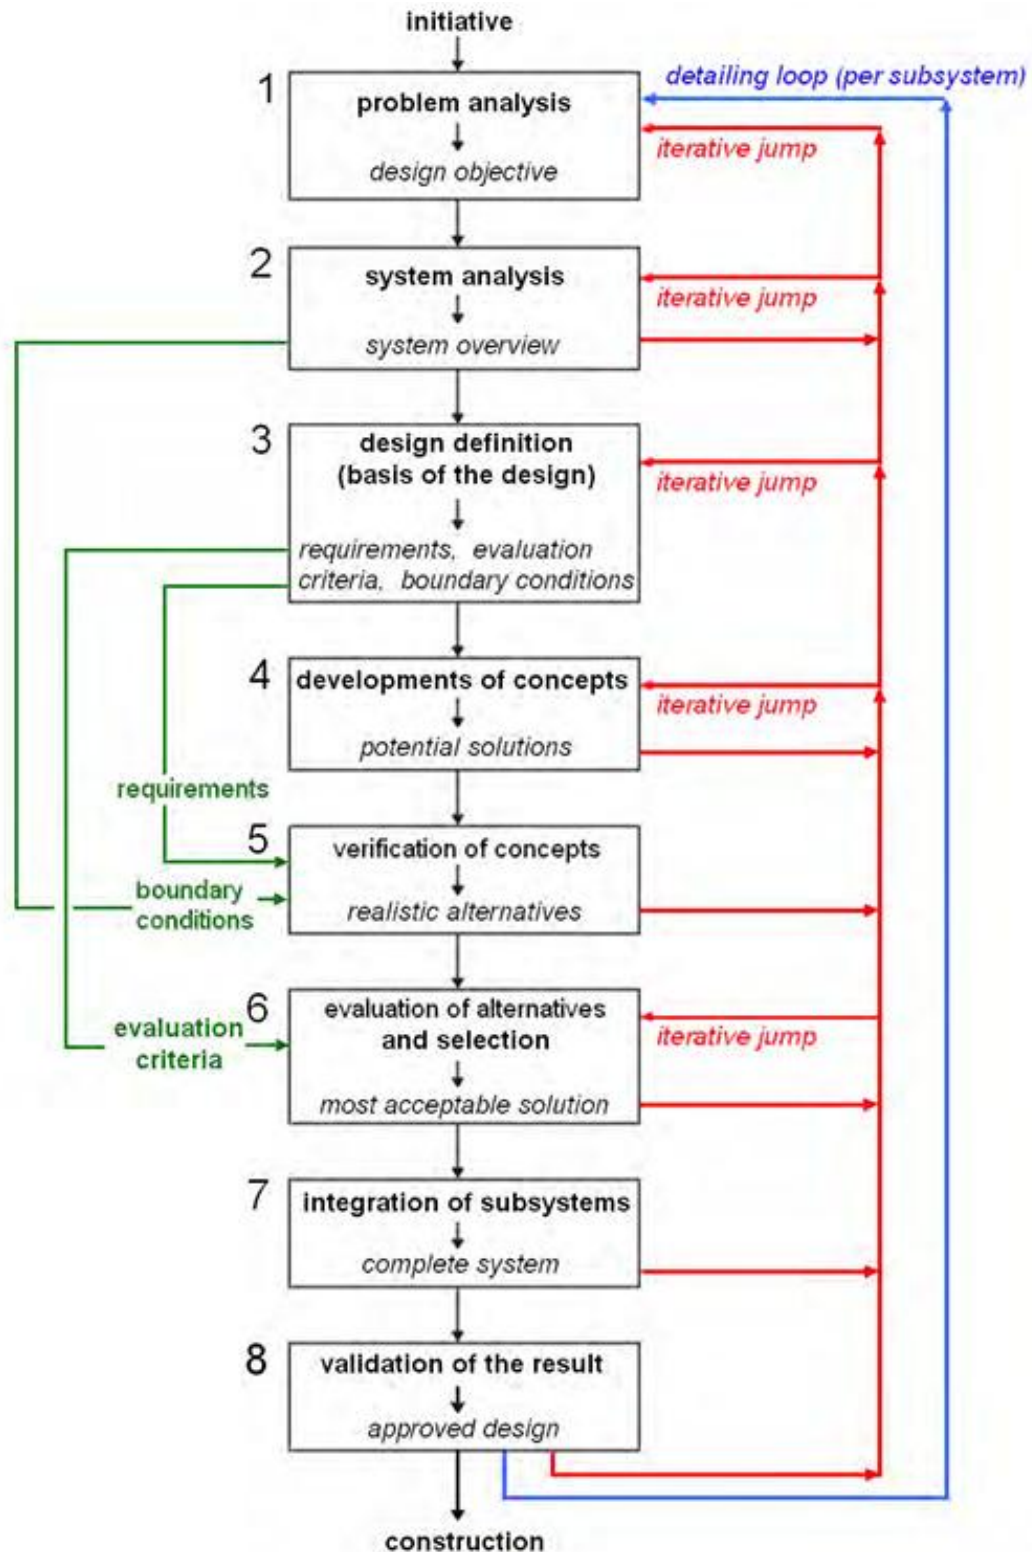 initiative
detailing loop (per subsystem)
1
problem analysis
iterative jump
design objective
2
system analysis
iterative jump
system overview
3
design definition
(basis of the design)
iterative jump
requirements, evaluation
criteria, boundary conditions
4
developments of concepts
iterative jump
potential solutions
requirements
5
verification of concepts
boundary
conditions
realistic alternatives
6
evaluation of alternatives
and selection
iterative jump
evaluation
criteria
most acceptable solution
7
integration of subsystems
complete system
8
validation of the result
approved design
construction